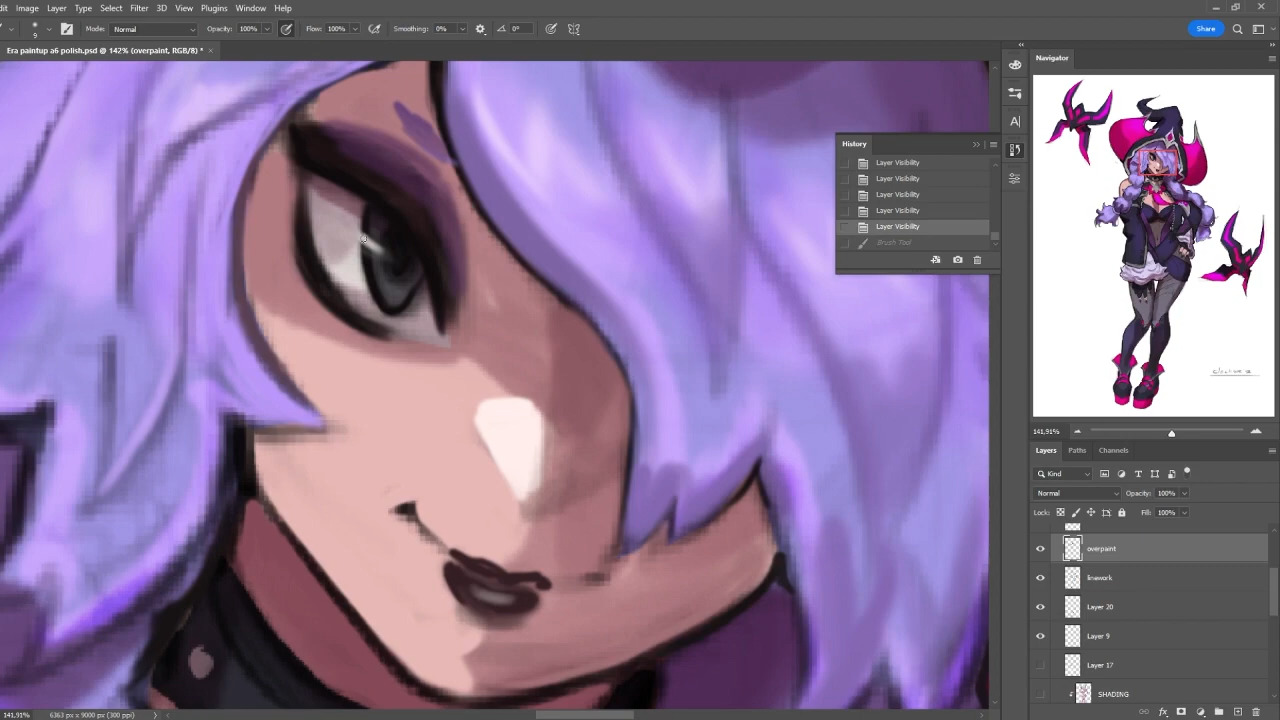 dit Image Layer Type Select Filter 3D View Plugins Window Help
9 Mode: Normal Opacity: 100% Flow: 100% Smoothing: 0% 0° Share
Era paintup a6 polish.psd @ 142% (overpaint, RGB/8) * ×
Navigator
History
Layer Visibility
Layer Visibility
Layer Visibility
Layer Visibility
Layer Visibility
Brush Tool
141,91%
Layers Paths Channels
Kind
Normal Opacity: 100%
Lock: Fill: 100%
overpaint
linework
Layer 20
Layer 9
Layer 17
SHADING
141,91% 6363 px x 9000 px (300 ppi)